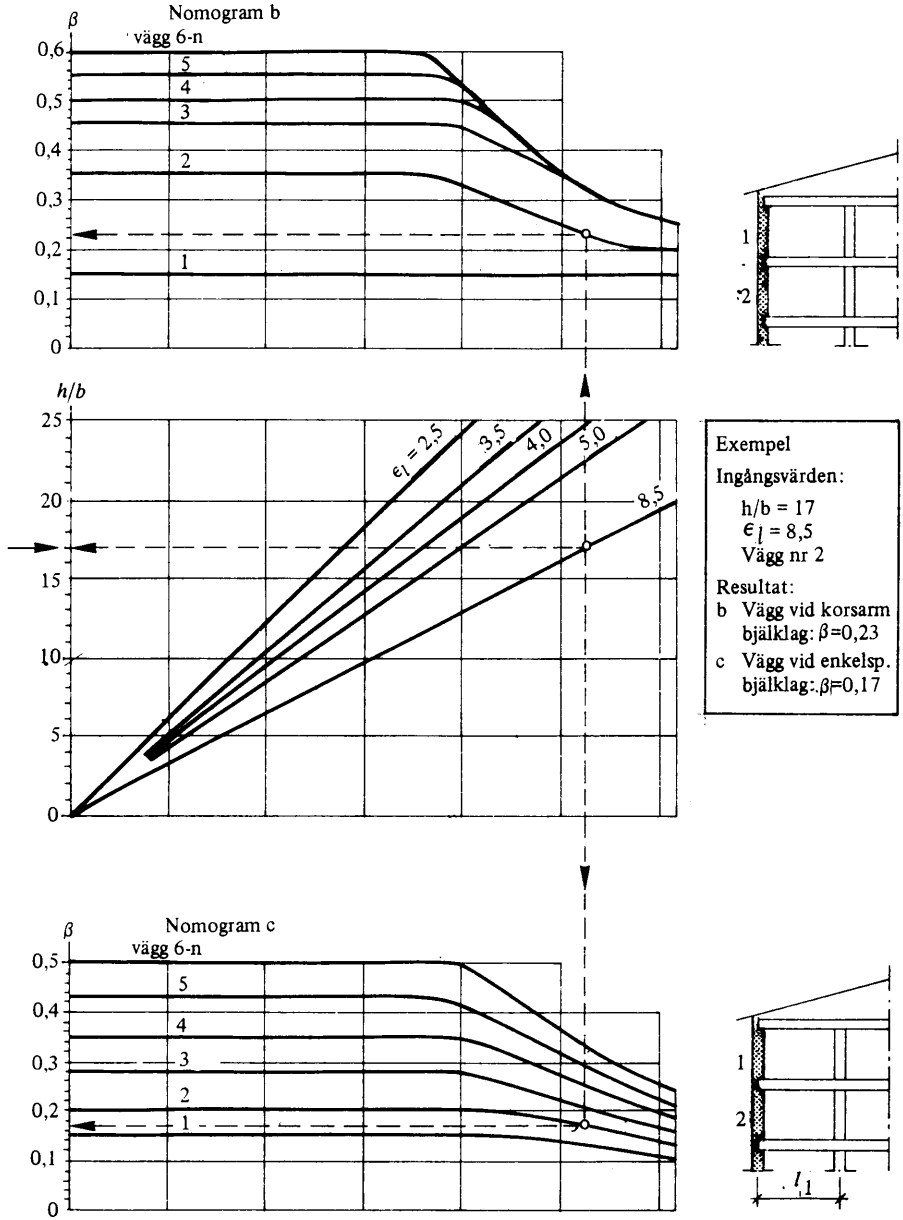 β
Nomogram b
vägg 6-n
0,6
0,5
0,4
0,3
0,2
0,1
0
5
4
3
2
1
1
2
h/b
25
20
15
10
5
0
ϵl = 2,5
3,5
4,0
5,0
8,5
Exempel
Ingångsvärden:
h/b = 17
ϵl = 8,5
Vägg nr 2
Resultat:
b Vägg vid korsarm
bjälklag: β=0,23
c Vägg vid enkelsp.
bjälklag: β=0,17
β
Nomogram c
vägg 6-n
0,5
0,4
0,3
0,2
0,1
0
5
4
3
2
1
1
2
l1